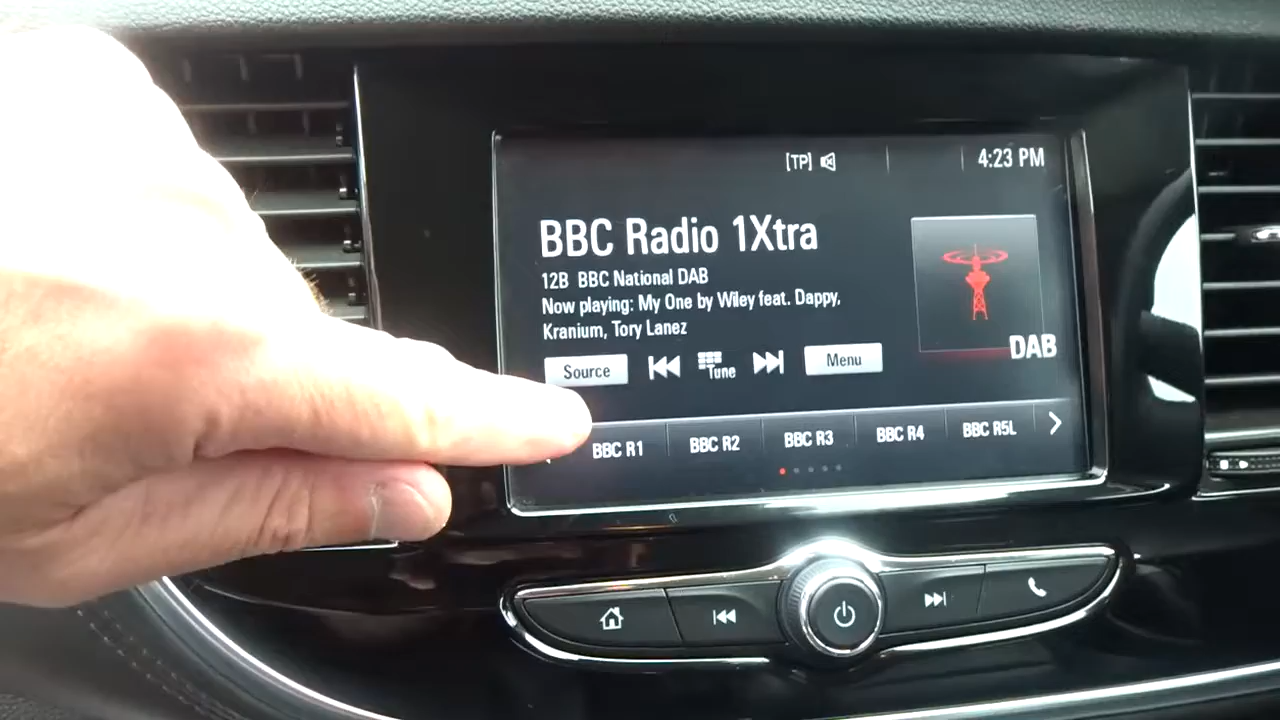 [TP] 4:23 PM
BBC Radio 1Xtra
12B BBC National DAB
Now playing: My One by Wiley feat. Dappy,
Kranium, Tory Lanez
DAB
Source Tune Menu
BBC R1 BBC R2 BBC R3 BBC R4 BBC R5L